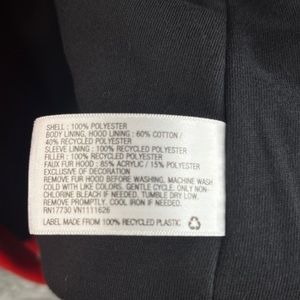 SHELL : 100% POLYESTER
BODY LINING, HOOD LINING : 60% COTTON /
40% RECYCLED POLYESTER
SLEEVE LINING : 100% RECYCLED POLYESTER
FILLER : 100% POLYESTER
FAUX FUR HOOD : 85% ACRYLIC / 15% POLYESTER
EXCLUSIVE OF DECORATION
REMOVE FUR HOOD BEFORE WASHING. MACHINE WASH
COLD WITH LIKE COLORS. GENTLE CYCLE. ONLY NON-
CHLORINE BLEACH IF NEEDED. TUMBLE DRY LOW.
REMOVE PROMPTLY. COOL IRON IF NEEDED.
RN17730 VN1111626
LABEL MADE FROM 100% RECYCLED PLASTIC